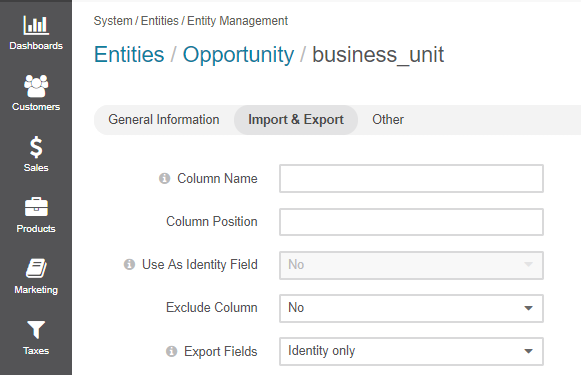 Dashboards
Customers
Sales
Products
Marketing
Taxes
System / Entities / Entity Management
Entities / Opportunity / business_unit
General Information Import & Export Other
Column Name
Column Position
Use As Identity Field No
Exclude Column No
Export Fields Identity only